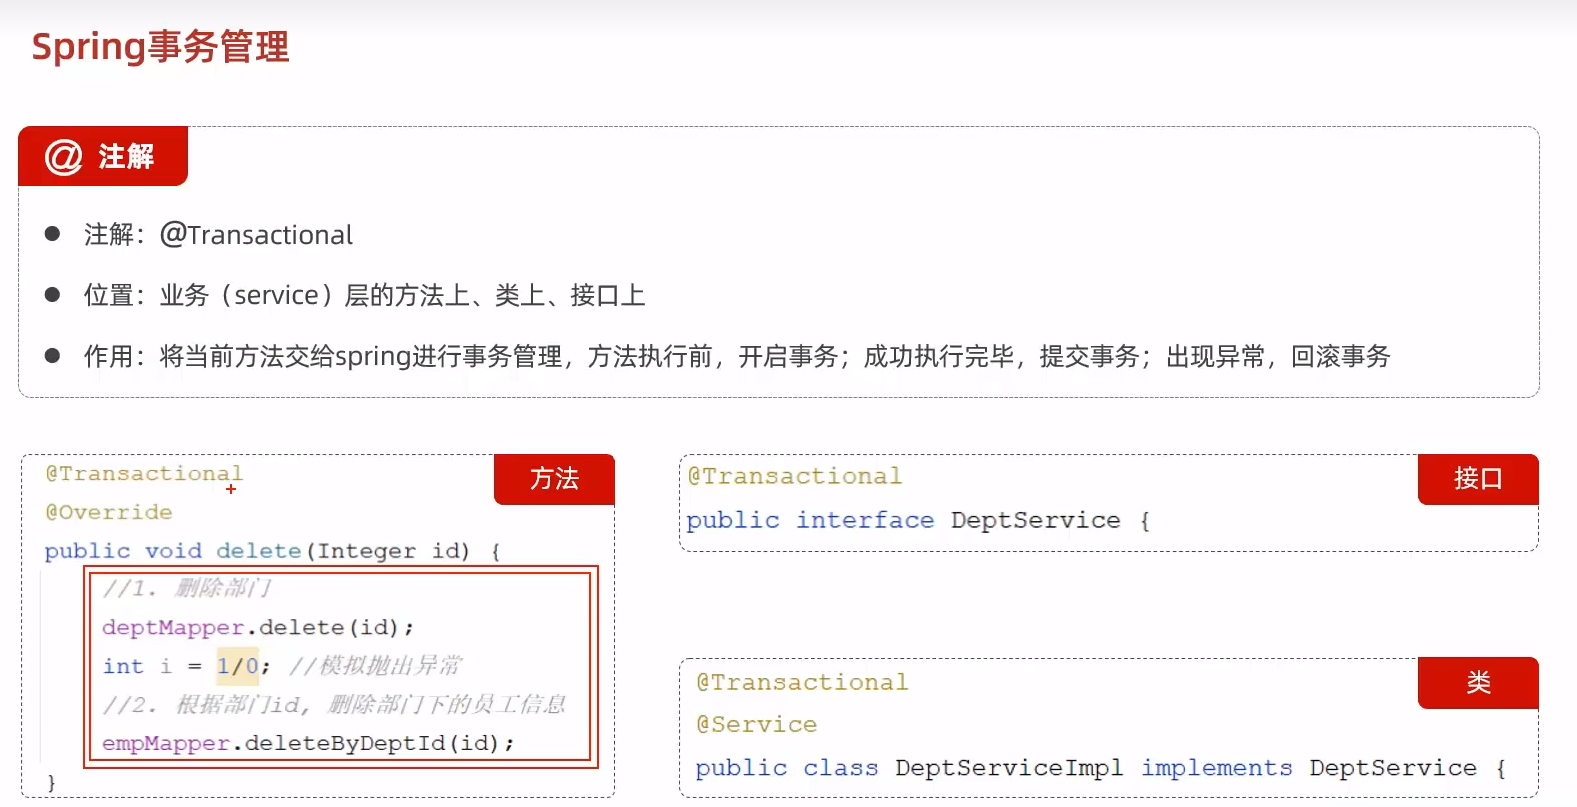 Spring事务管理
@ 注解
● 注解：@Transactional
● 位置：业务（service）层的方法上、类上、接口上
● 作用：将当前方法交给spring进行事务管理，方法执行前，开启事务；成功执行完毕，提交事务；出现异常，回滚事务
方法
@Transactional
@Override
public void delete(Integer id) {
//1. 删除部门
deptMapper.delete(id);
int i = 1/0; //模拟抛出异常
//2. 根据部门id, 删除部门下的员工信息
empMapper.deleteByDeptId(id);
}
接口
@Transactional
public interface DeptService {
类
@Transactional
@Service
public class DeptServiceImpl implements DeptService {